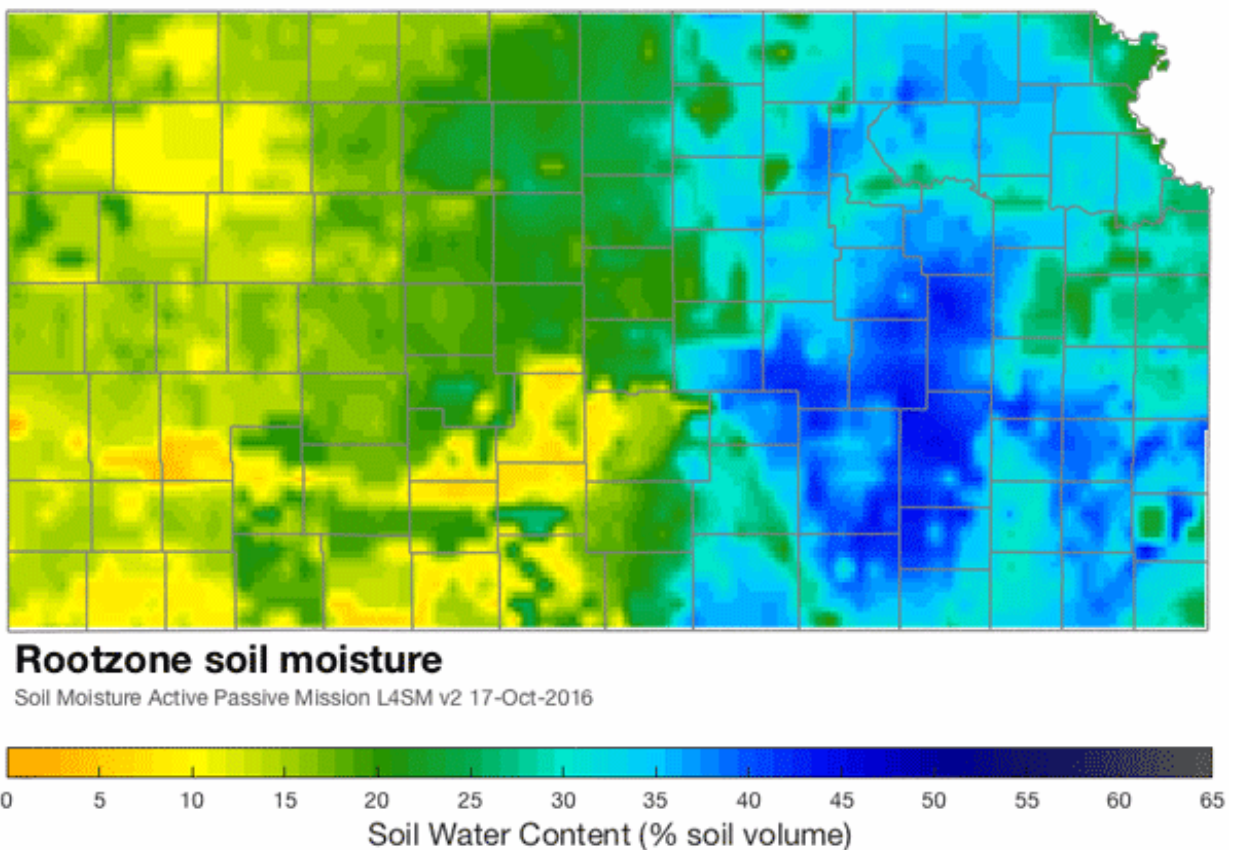 Rootzone soil moisture
Soil Moisture Active Passive Mission L4SM v2 17-Oct-2016
0 5 10 15 20 25 30 35 40 45 50 55 60 65
Soil Water Content (% soil volume)